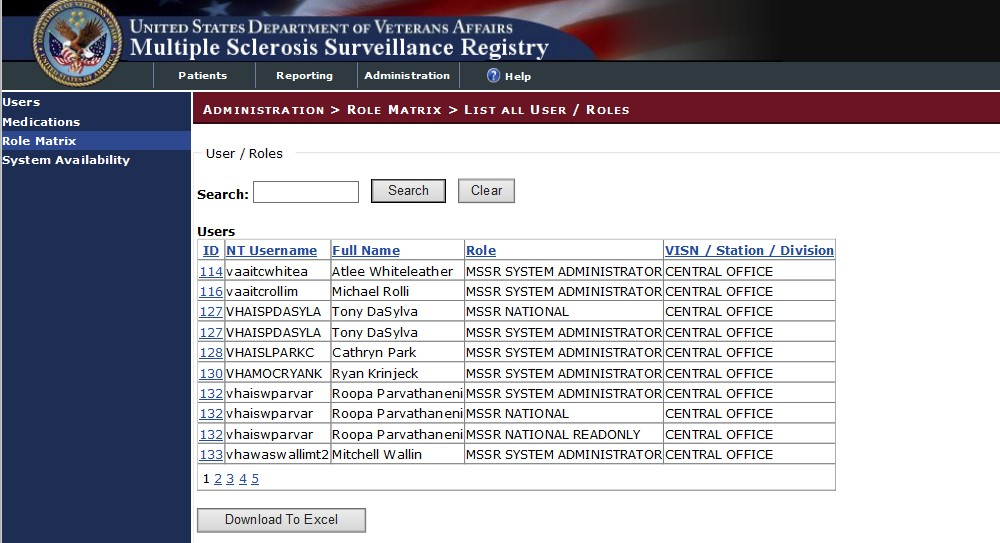 UNITED STATES DEPARTMENT OF VETERANS AFFAIRS
Multiple Sclerosis Surveillance Registry
Patients Reporting Administration ? Help
Users
Medications
Role Matrix
System Availability
ADMINISTRATION > ROLE MATRIX > LIST ALL USER / ROLES
User / Roles
Search: Search Clear
Users
ID NT Username Full Name Role VISN / Station / Division
114 vaaitcwhitea Atlee Whiteleather MSSR SYSTEM ADMINISTRATOR CENTRAL OFFICE
116 vaaitcrollim Michael Rolli MSSR SYSTEM ADMINISTRATOR CENTRAL OFFICE
127 VHAISPDASYLA Tony DaSylva MSSR NATIONAL CENTRAL OFFICE
127 VHAISPDASYLA Tony DaSylva MSSR SYSTEM ADMINISTRATOR CENTRAL OFFICE
128 VHAISLPARKC Cathryn Park MSSR SYSTEM ADMINISTRATOR CENTRAL OFFICE
130 VHAMOCRYANK Ryan Krinjeck MSSR SYSTEM ADMINISTRATOR CENTRAL OFFICE
132 vhaiswparvar Roopa Parvathaneni MSSR SYSTEM ADMINISTRATOR CENTRAL OFFICE
132 vhaiswparvar Roopa Parvathaneni MSSR NATIONAL CENTRAL OFFICE
132 vhaiswparvar Roopa Parvathaneni MSSR NATIONAL READONLY CENTRAL OFFICE
133 vhawaswallimt2 Mitchell Wallin MSSR SYSTEM ADMINISTRATOR CENTRAL OFFICE
1 2 3 4 5
Download To Excel